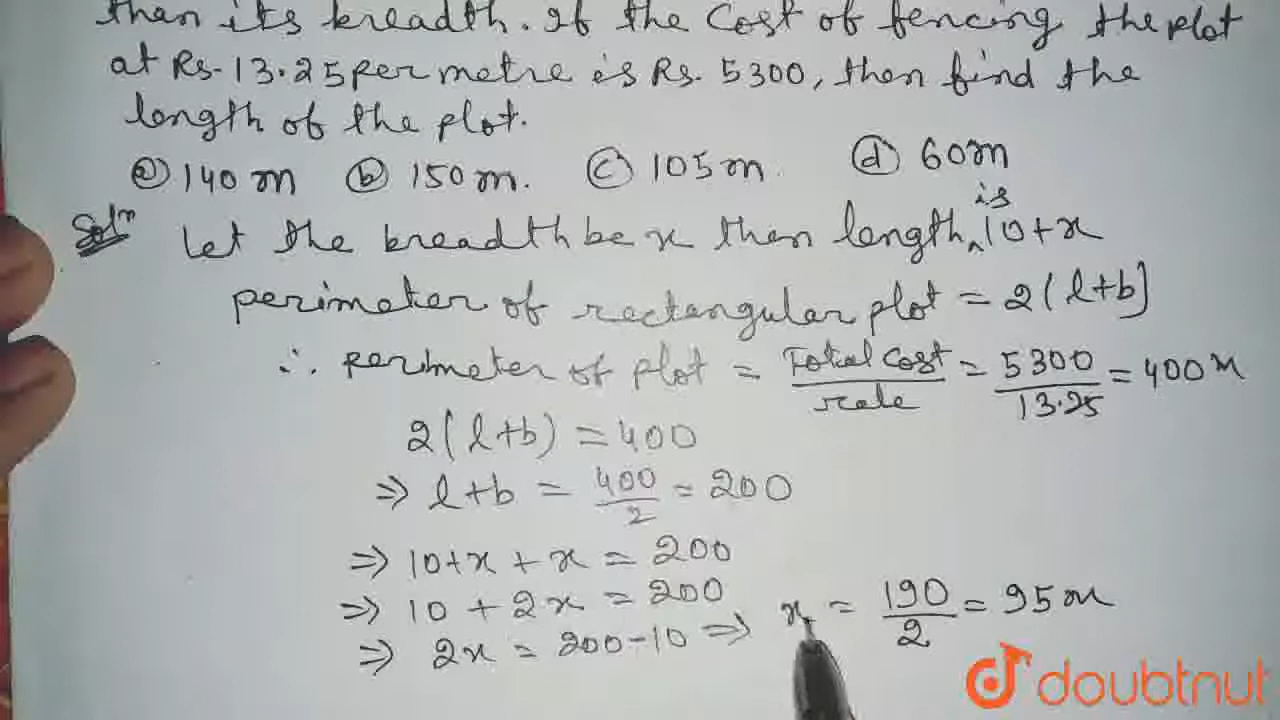 than its breadth. If the cost of fencing the plot
at Rs. 13.25 per metre is Rs. 5300, then find the
length of the plot.
(a) 140 m (b) 150 m. (c) 105 m. (d) 60 m
Solⁿ Let the breadth be x then length is 10+x
perimeter of rectangular plot = 2(l+b)
∴ perimeter of plot = Total cost/rate = 5300/13.25 = 400 m
2(l+b) = 400
⇒ l+b = 400/2 = 200
⇒ 10+x+x = 200
⇒ 10+2x = 200
⇒ 2x = 200-10 ⇒ x = 190/2 = 95 m
doubtnut